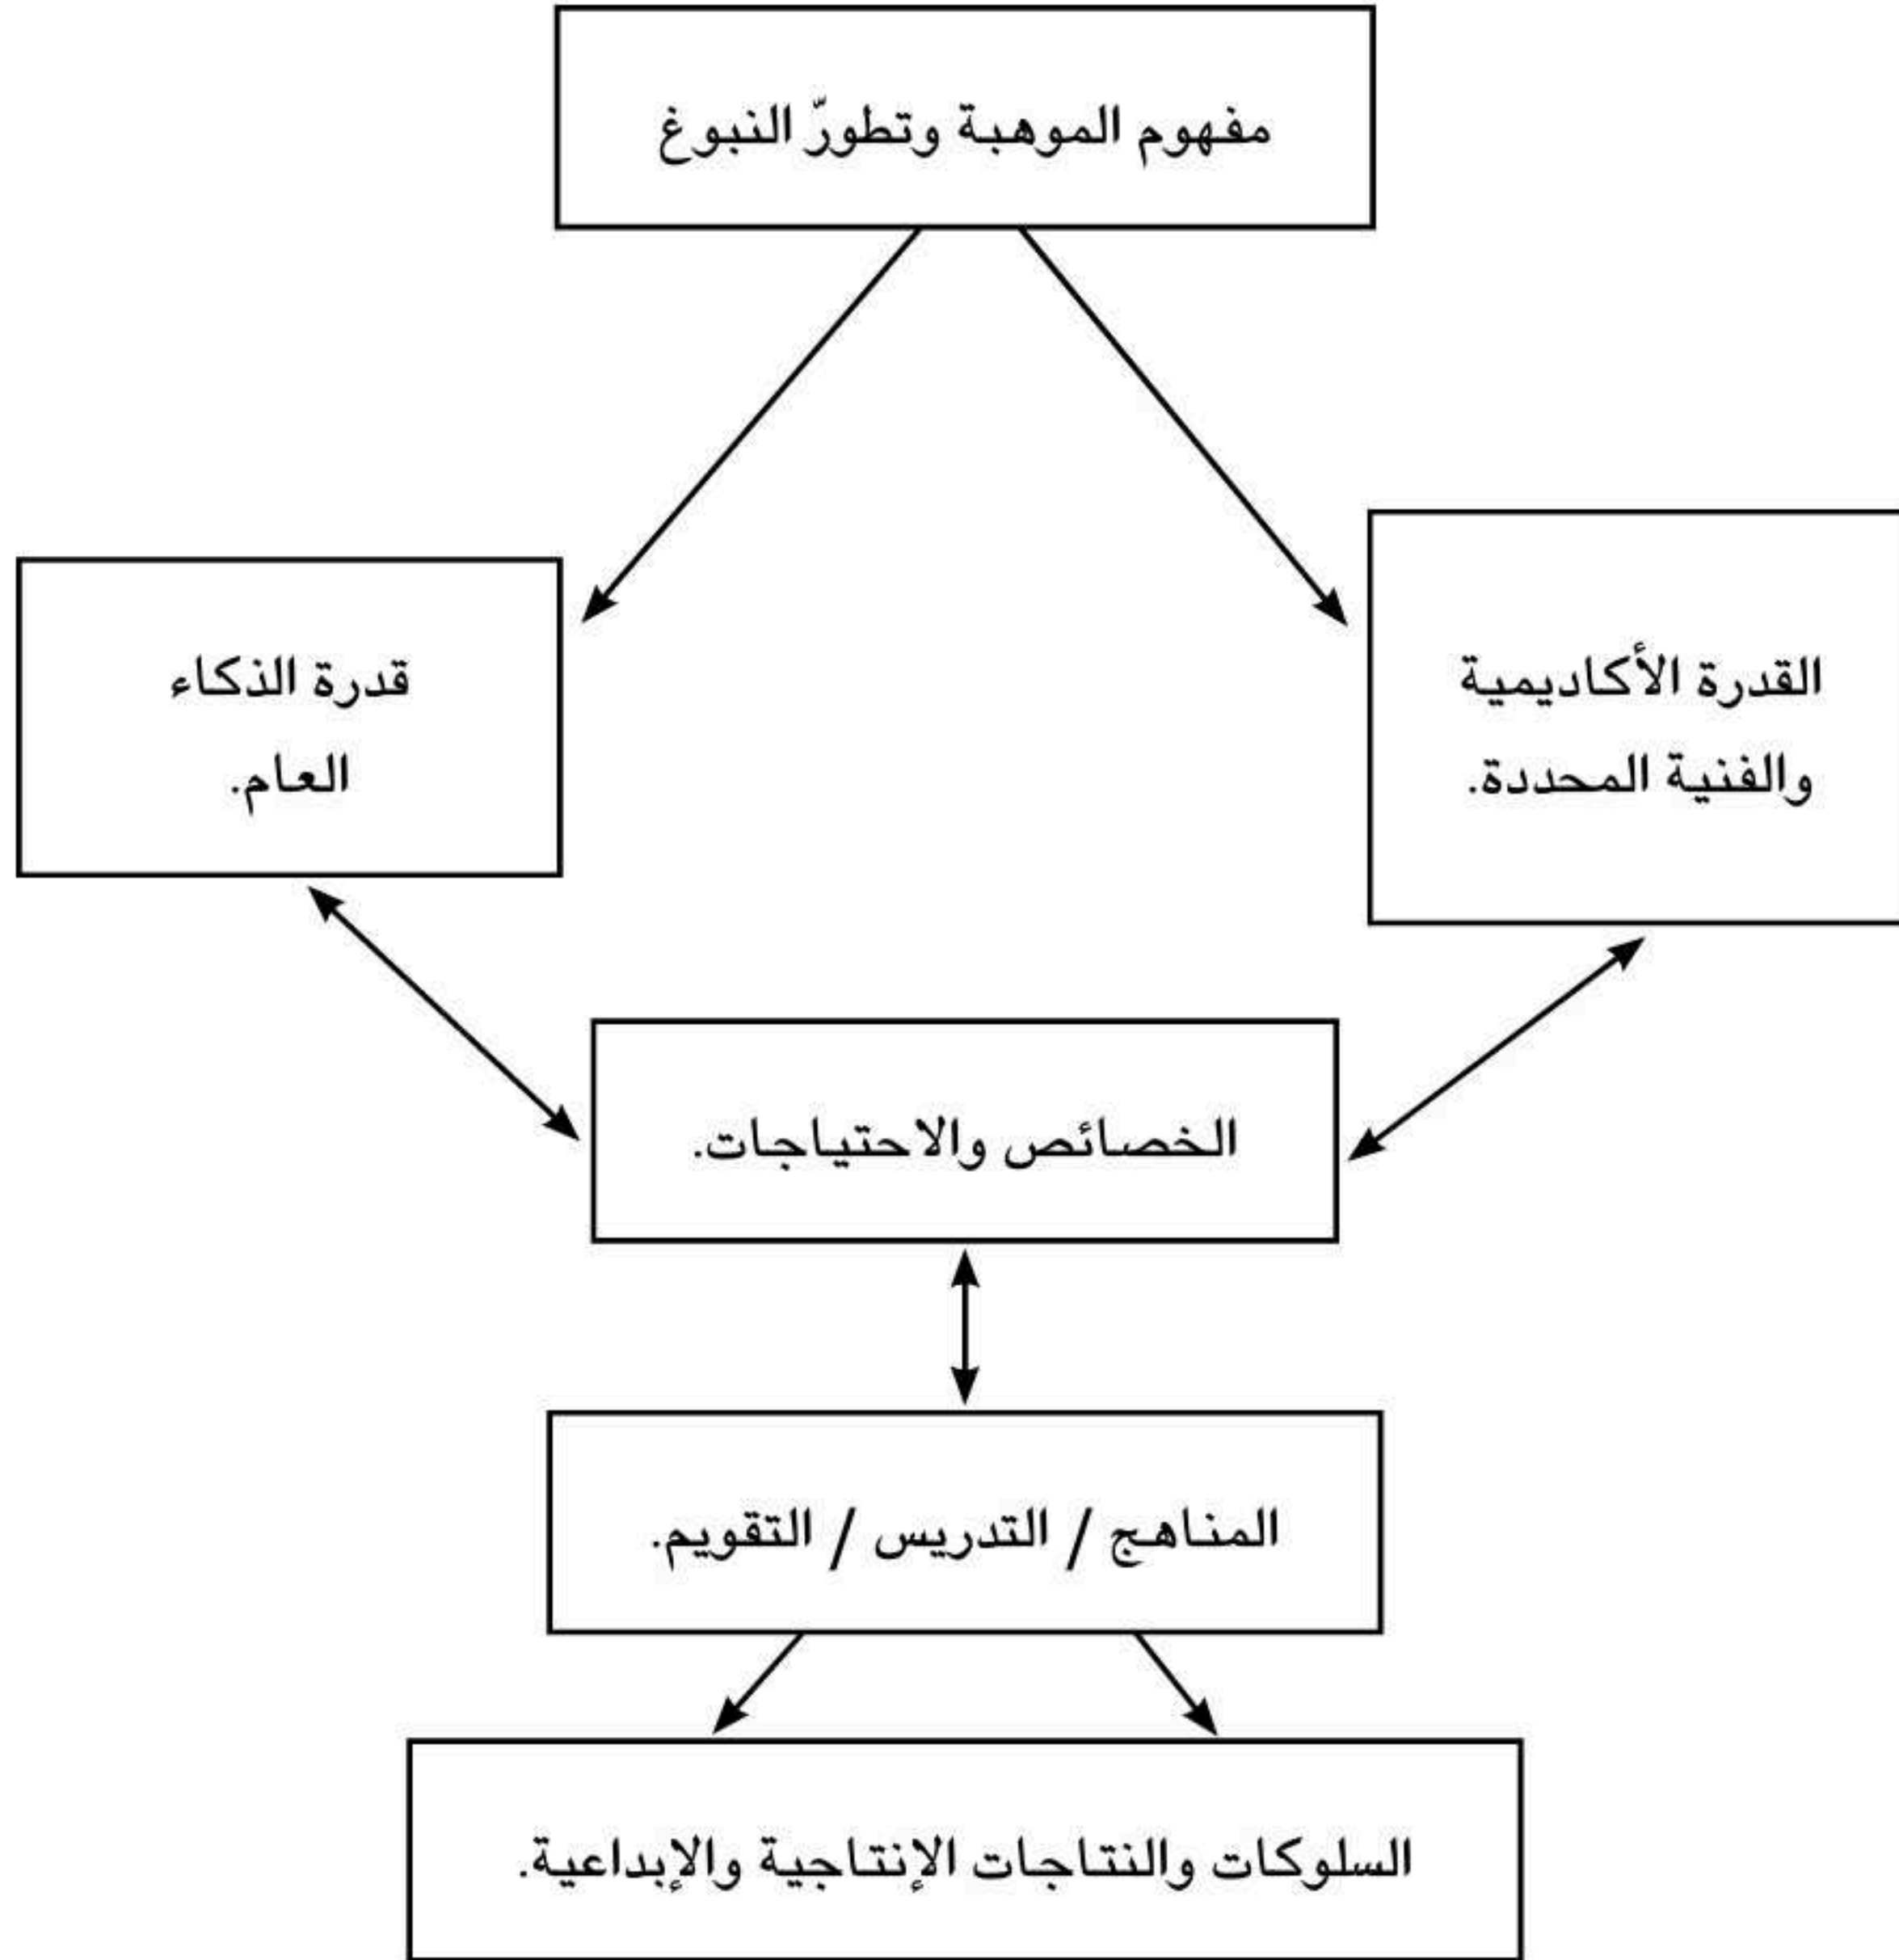 مفهوم الموهبة وتطورّ النبوغ
القدرة الأكاديمية
والفنية المحددة.
قدرة الذكاء
العام.
الخصائص والاحتياجات.
المناهج / التدريس / التقويم.
السلوكات والنتاجات الإنتاجية والإبداعية.